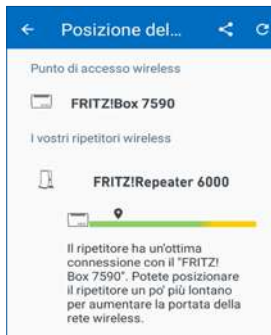 Posizione del...
Punto di accesso wireless
FRITZ!Box 7590
I vostri ripetitori wireless
FRITZ!Repeater 6000
Il ripetitore ha un'ottima
connessione con il "FRITZ!
Box 7590". Potete posizionare
il ripetitore un po' più lontano
per aumentare la portata della
rete wireless.